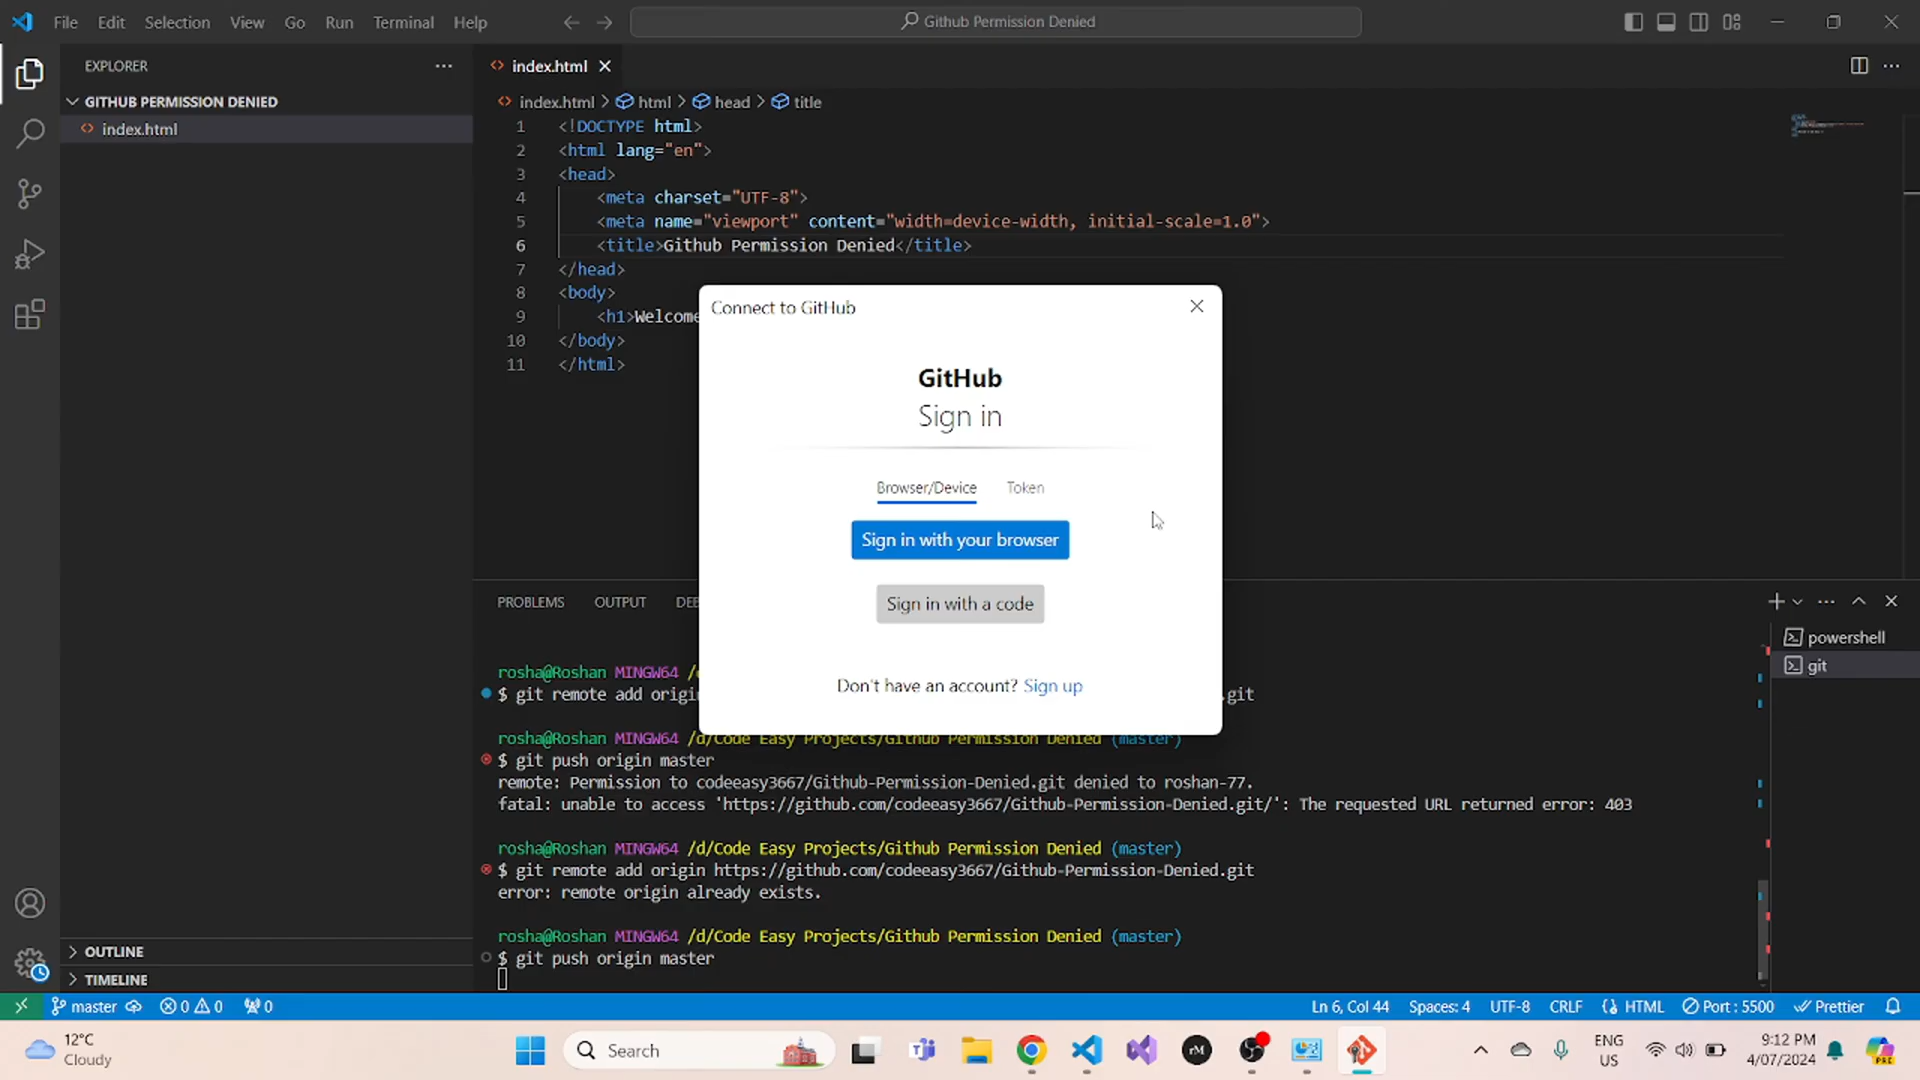 File Edit Selection View Go Run Terminal Help
Github Permission Denied
EXPLORER
GITHUB PERMISSION DENIED
index.html
index.html
index.html > html > head > title
1 <!DOCTYPE html>
2 <html lang="en">
3 <head>
4 <meta charset="UTF-8">
5 <meta name="viewport" content="width=device-width, initial-scale=1.0">
6 <title>Github Permission Denied</title>
7 </head>
8 <body>
9 <h1>Welcome
10 </body>
11 </html>
Connect to GitHub
GitHub
Sign in
Browser/Device Token
Sign in with your browser
Sign in with a code
Don't have an account? Sign up
PROBLEMS OUTPUT DEB
powershell
git
rosha@Roshan MINGW64 /d
$ git remote add origi .git
rosha@Roshan MINGW64 /d/Code Easy Projects/Github Permission Denied (master)
$ git push origin master
remote: Permission to codeeasy3667/Github-Permission-Denied.git denied to roshan-77.
fatal: unable to access 'https://github.com/codeeasy3667/Github-Permission-Denied.git/': The requested URL returned error: 403
rosha@Roshan MINGW64 /d/Code Easy Projects/Github Permission Denied (master)
$ git remote add origin https://github.com/codeeasy3667/Github-Permission-Denied.git
error: remote origin already exists.
rosha@Roshan MINGW64 /d/Code Easy Projects/Github Permission Denied (master)
$ git push origin master
OUTLINE
TIMELINE
master 0 0 0
Ln 6, Col 44 Spaces: 4 UTF-8 CRLF HTML Port : 5500 Prettier
12°C
Cloudy
Search
rM
ENG
US
9:12 PM
4/07/2024
PRE